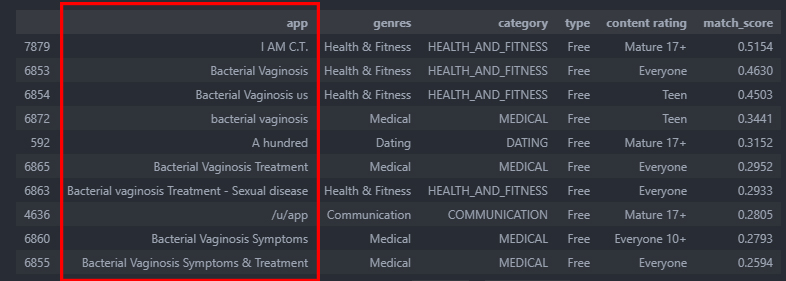 app genres category type content rating match_score
7879 I AM C.T. Health & Fitness HEALTH_AND_FITNESS Free Mature 17+ 0.5154
6853 Bacterial Vaginosis Health & Fitness HEALTH_AND_FITNESS Free Everyone 0.4630
6854 Bacterial Vaginosis us Health & Fitness HEALTH_AND_FITNESS Free Teen 0.4503
6872 bacterial vaginosis Medical MEDICAL Free Teen 0.3441
592 A hundred Dating DATING Free Mature 17+ 0.3152
6865 Bacterial Vaginosis Treatment Medical MEDICAL Free Everyone 0.2952
6863 Bacterial vaginosis Treatment - Sexual disease Health & Fitness HEALTH_AND_FITNESS Free Everyone 0.2933
4636 /u/app Communication COMMUNICATION Free Mature 17+ 0.2805
6860 Bacterial Vaginosis Symptoms Medical MEDICAL Free Everyone 10+ 0.2793
6855 Bacterial Vaginosis Symptoms & Treatment Medical MEDICAL Free Everyone 0.2594